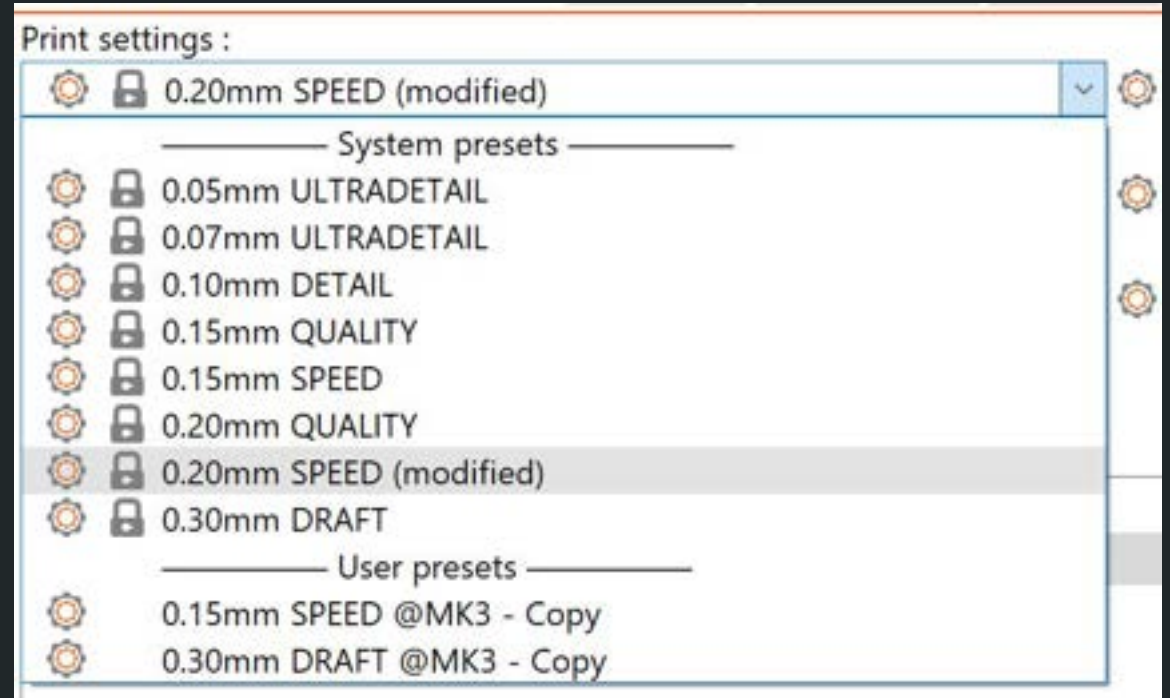 Print settings :
0.20mm SPEED (modified)
System presets
0.05mm ULTRADETAIL
0.07mm ULTRADETAIL
0.10mm DETAIL
0.15mm QUALITY
0.15mm SPEED
0.20mm QUALITY
0.20mm SPEED (modified)
0.30mm DRAFT
User presets
0.15mm SPEED @MK3 - Copy
0.30mm DRAFT @MK3 - Copy